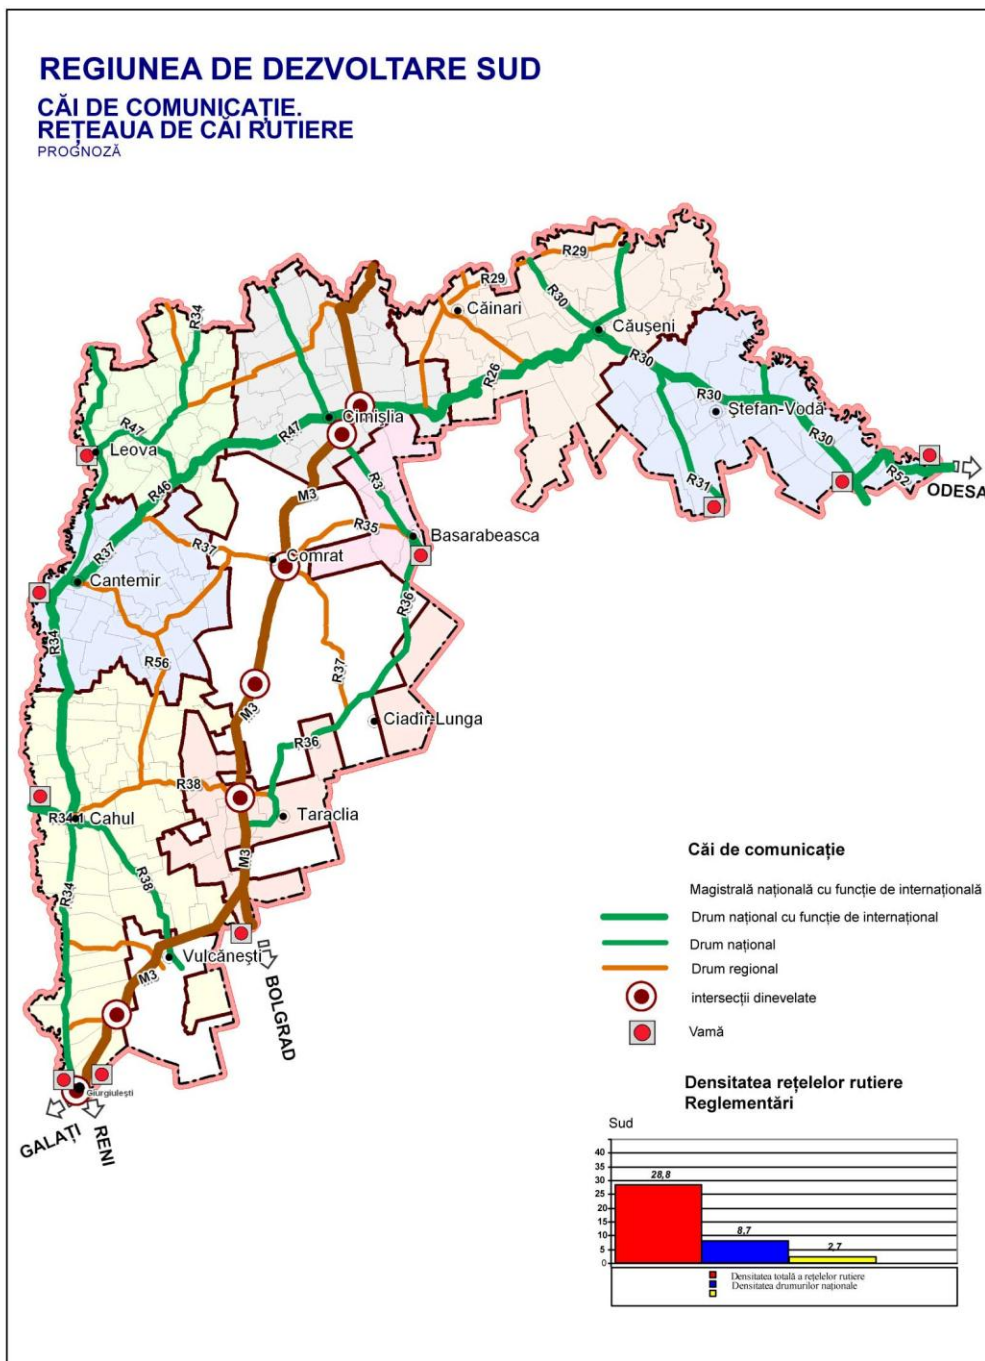 REGIUNEA DE DEZVOLTARE SUD
CĂI DE COMUNICAȚIE.
REȚEAUA DE CĂI RUTIERE
PROGNOZĂ
R29
R34
R29
Căinari
R30
Căușeni
R30
R26
R30
Ștefan-Vodă
Cimișlia
R47
R47
R30
Leova
R46
R3
R31
R52
ODESA
M3
R35
Basarabeasca
R37
R37
Comrat
Cantemir
R36
R34
R56
R37
M3
Ciadîr-Lunga
R36
R38
Taraclia
R34.1
Cahul
M3
R38
R34
Vulcănești
M3
BOLGRAD
Giurgiulești
GALAȚI
RENI
Căi de comunicație
Magistrală națională cu funcție de internațională
Drum național cu funcție de internațional
Drum național
Drum regional
intersecții dinevelate
Vamă
Densitatea rețelelor rutiere
Reglementări
Sud
40
35
30
25
20
15
10
5
0
28,8
8,7
2,7
Densitatea totală a rețelelor rutiere
Densitatea drumurilor naționale